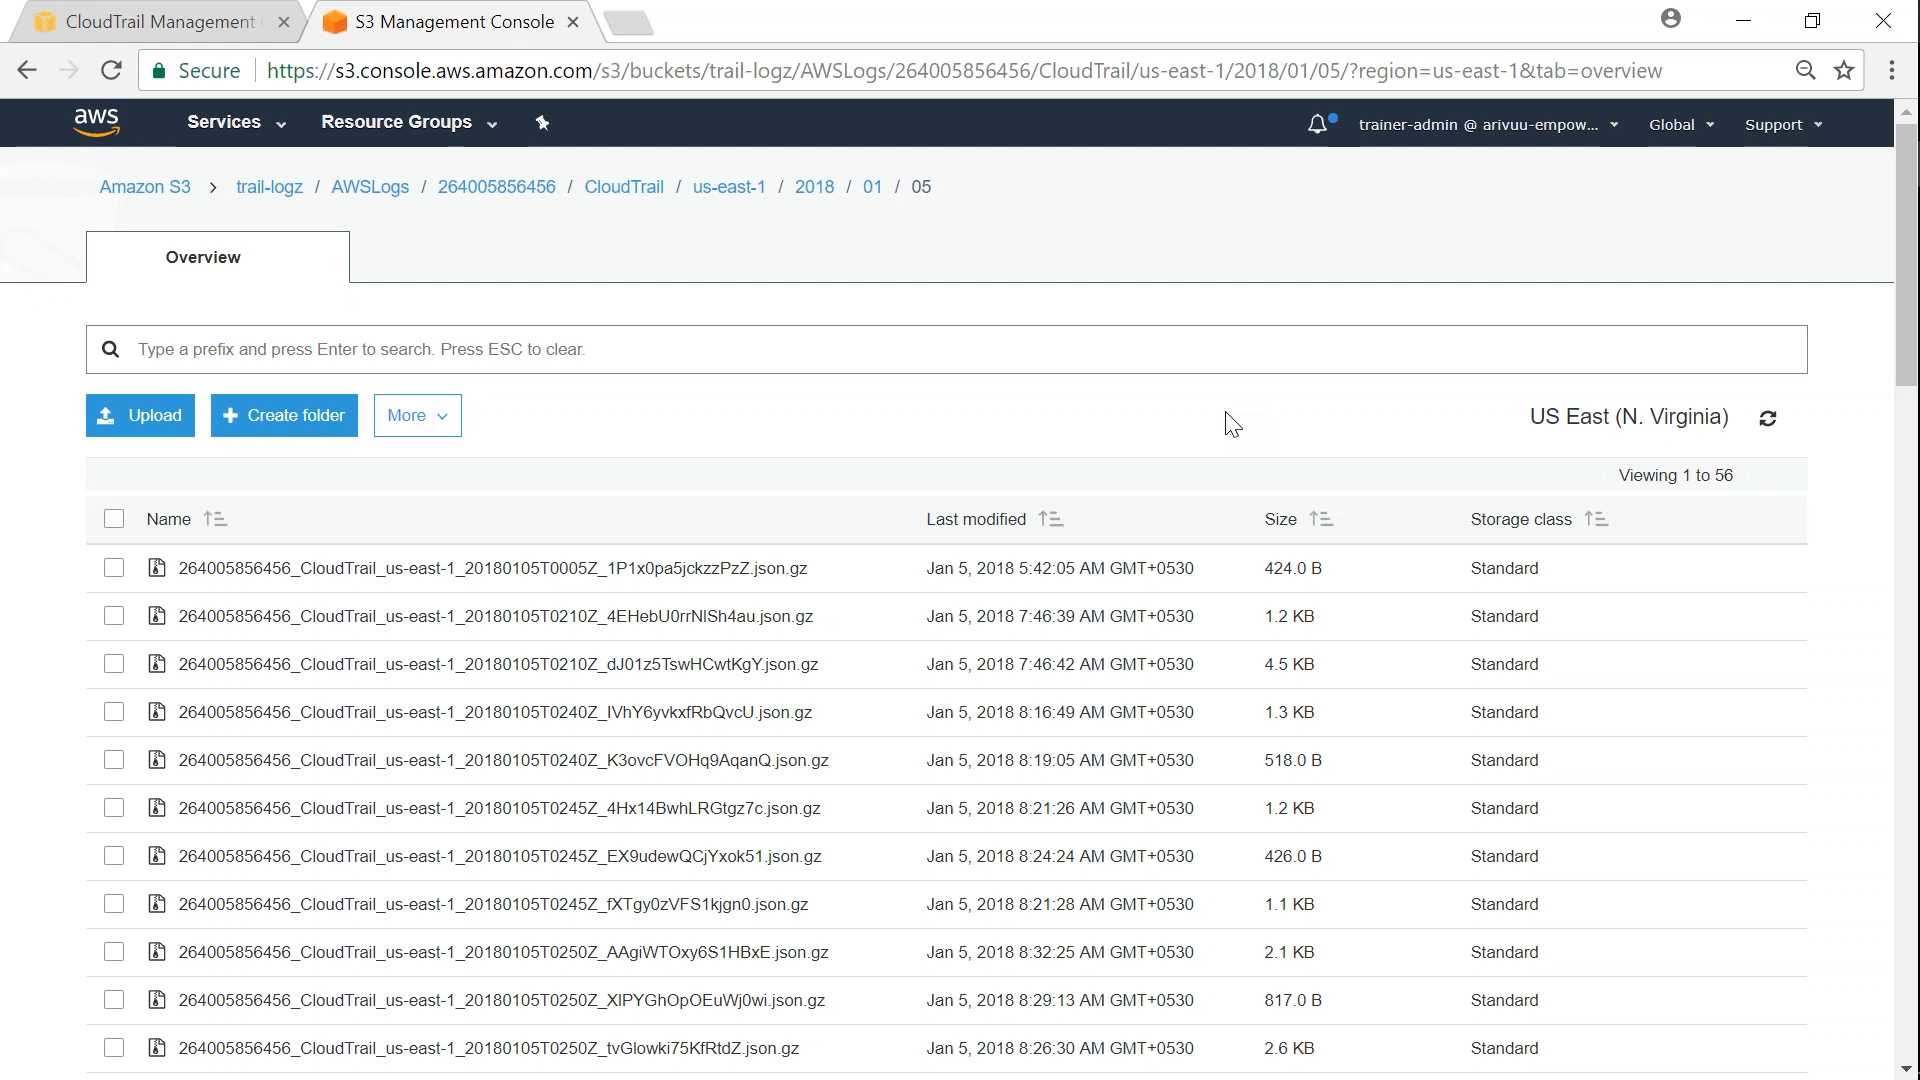 CloudTrail Management
S3 Management Console
Secure https://s3.console.aws.amazon.com/s3/buckets/trail-logz/AWSLogs/264005856456/CloudTrail/us-east-1/2018/01/05/?region=us-east-1&tab=overview
aws Services Resource Groups trainer-admin @ arivuu-empow... Global Support
Amazon S3 > trail-logz / AWSLogs / 264005856456 / CloudTrail / us-east-1 / 2018 / 01 / 05
Overview
Type a prefix and press Enter to search. Press ESC to clear.
Upload + Create folder More US East (N. Virginia)
Viewing 1 to 56
Name Last modified Size Storage class
264005856456_CloudTrail_us-east-1_20180105T0005Z_1P1x0pa5jckzzPzZ.json.gz Jan 5, 2018 5:42:05 AM GMT+0530 424.0 B Standard
264005856456_CloudTrail_us-east-1_20180105T0210Z_4EHebU0rrNISh4au.json.gz Jan 5, 2018 7:46:39 AM GMT+0530 1.2 KB Standard
264005856456_CloudTrail_us-east-1_20180105T0210Z_dJ01z5TswHCwtKgY.json.gz Jan 5, 2018 7:46:42 AM GMT+0530 4.5 KB Standard
264005856456_CloudTrail_us-east-1_20180105T0240Z_IVhY6yvkxfRbQvcU.json.gz Jan 5, 2018 8:16:49 AM GMT+0530 1.3 KB Standard
264005856456_CloudTrail_us-east-1_20180105T0240Z_K3ovcFVOHq9AqanQ.json.gz Jan 5, 2018 8:19:05 AM GMT+0530 518.0 B Standard
264005856456_CloudTrail_us-east-1_20180105T0245Z_4Hx14BwhLRGtgz7c.json.gz Jan 5, 2018 8:21:26 AM GMT+0530 1.2 KB Standard
264005856456_CloudTrail_us-east-1_20180105T0245Z_EX9udewQCjYxok51.json.gz Jan 5, 2018 8:24:24 AM GMT+0530 426.0 B Standard
264005856456_CloudTrail_us-east-1_20180105T0245Z_fXTgy0zVFS1kjgn0.json.gz Jan 5, 2018 8:21:28 AM GMT+0530 1.1 KB Standard
264005856456_CloudTrail_us-east-1_20180105T0250Z_AAgiWTOxy6S1HBxE.json.gz Jan 5, 2018 8:32:25 AM GMT+0530 2.1 KB Standard
264005856456_CloudTrail_us-east-1_20180105T0250Z_XIPYGhOpOEuWj0wi.json.gz Jan 5, 2018 8:29:13 AM GMT+0530 817.0 B Standard
264005856456_CloudTrail_us-east-1_20180105T0250Z_tvGlowki75KfRtdZ.json.gz Jan 5, 2018 8:26:30 AM GMT+0530 2.6 KB Standard